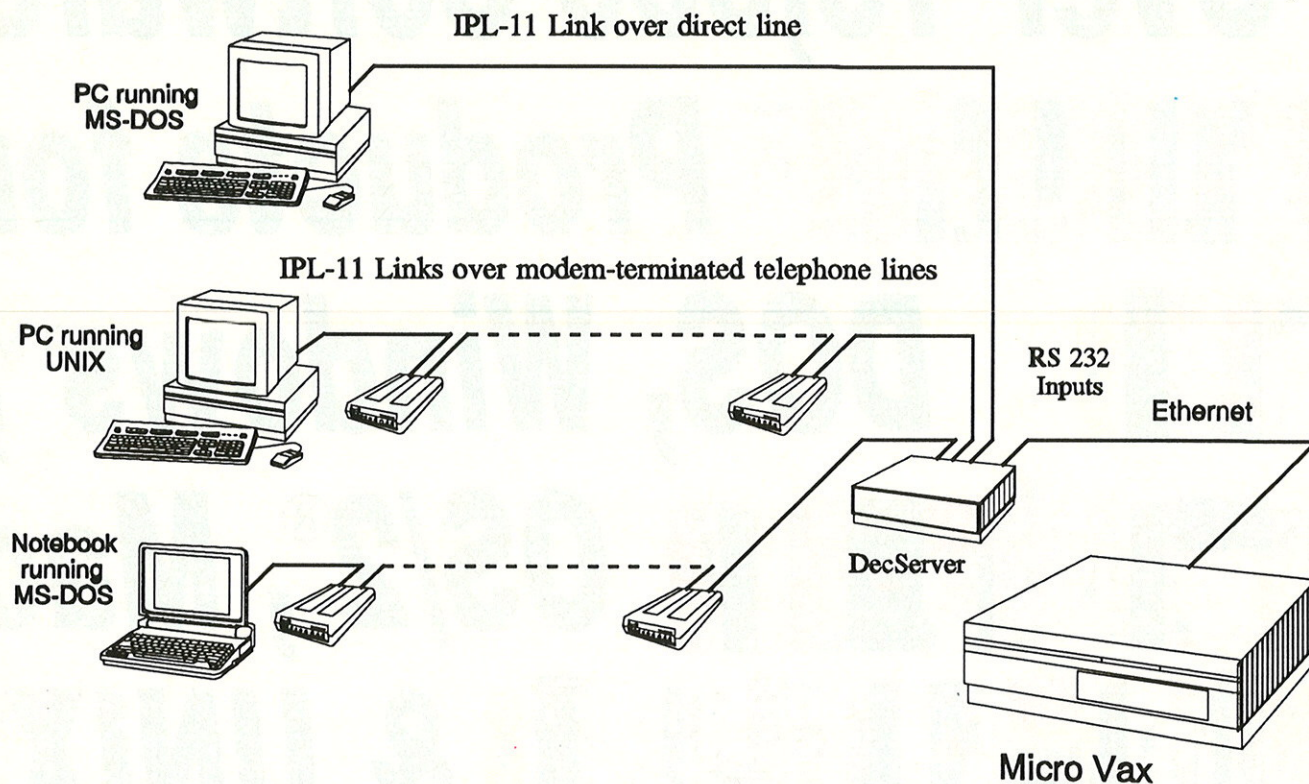 IPL-11 Link over direct line
PC running
MS-DOS
IPL-11 Links over modem-terminated telephone lines
PC running
UNIX
RS 232
Inputs
Ethernet
Notebook
running
MS-DOS
DecServer
Micro Vax